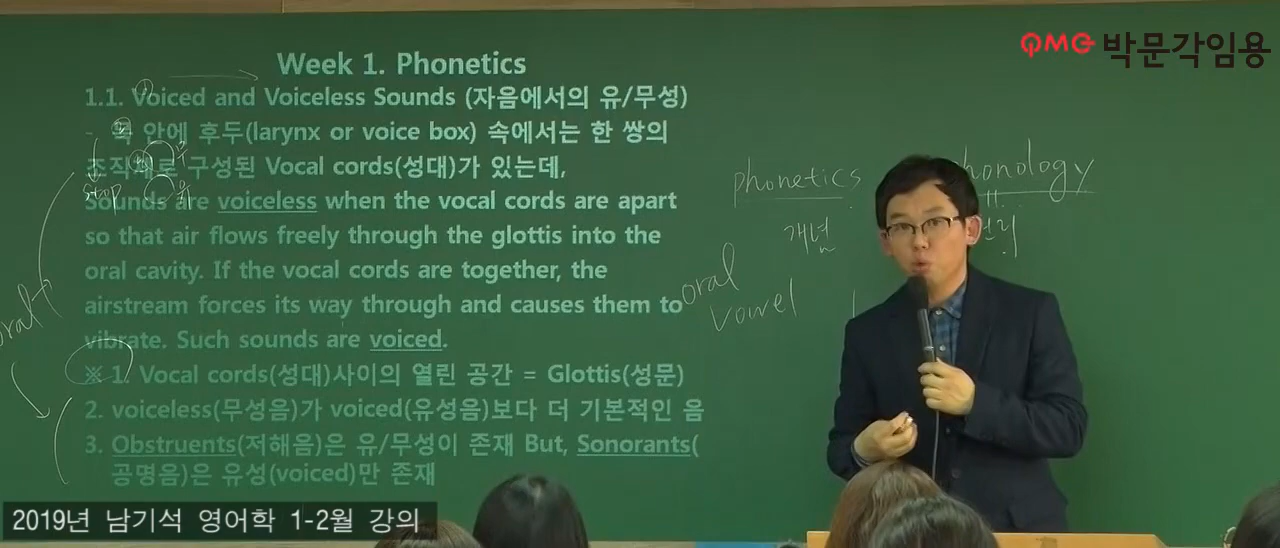 PMG 박문각임용
Week 1. Phonetics
1.1. Voiced and Voiceless Sounds (자음에서의 유/무성)
- 목 안에 후두(larynx or voice box) 속에서는 한 쌍의
조직체로 구성된 Vocal cords(성대)가 있는데,
Sounds are voiceless when the vocal cords are apart
so that air flows freely through the glottis into the
oral cavity. If the vocal cords are together, the
airstream forces its way through and causes them to
vibrate. Such sounds are voiced.
※ 1. Vocal cords(성대)사이의 열린 공간 = Glottis(성문)
2. voiceless(무성음)가 voiced(유성음)보다 더 기본적인 음
3. Obstruents(저해음)은 유/무성이 존재 But, Sonorants(
공명음)은 유성(voiced)만 존재
stop
무
유
oral
phonetics
개념
honology
oral
vowel
2019년 남기석 영어학 1-2월 강의